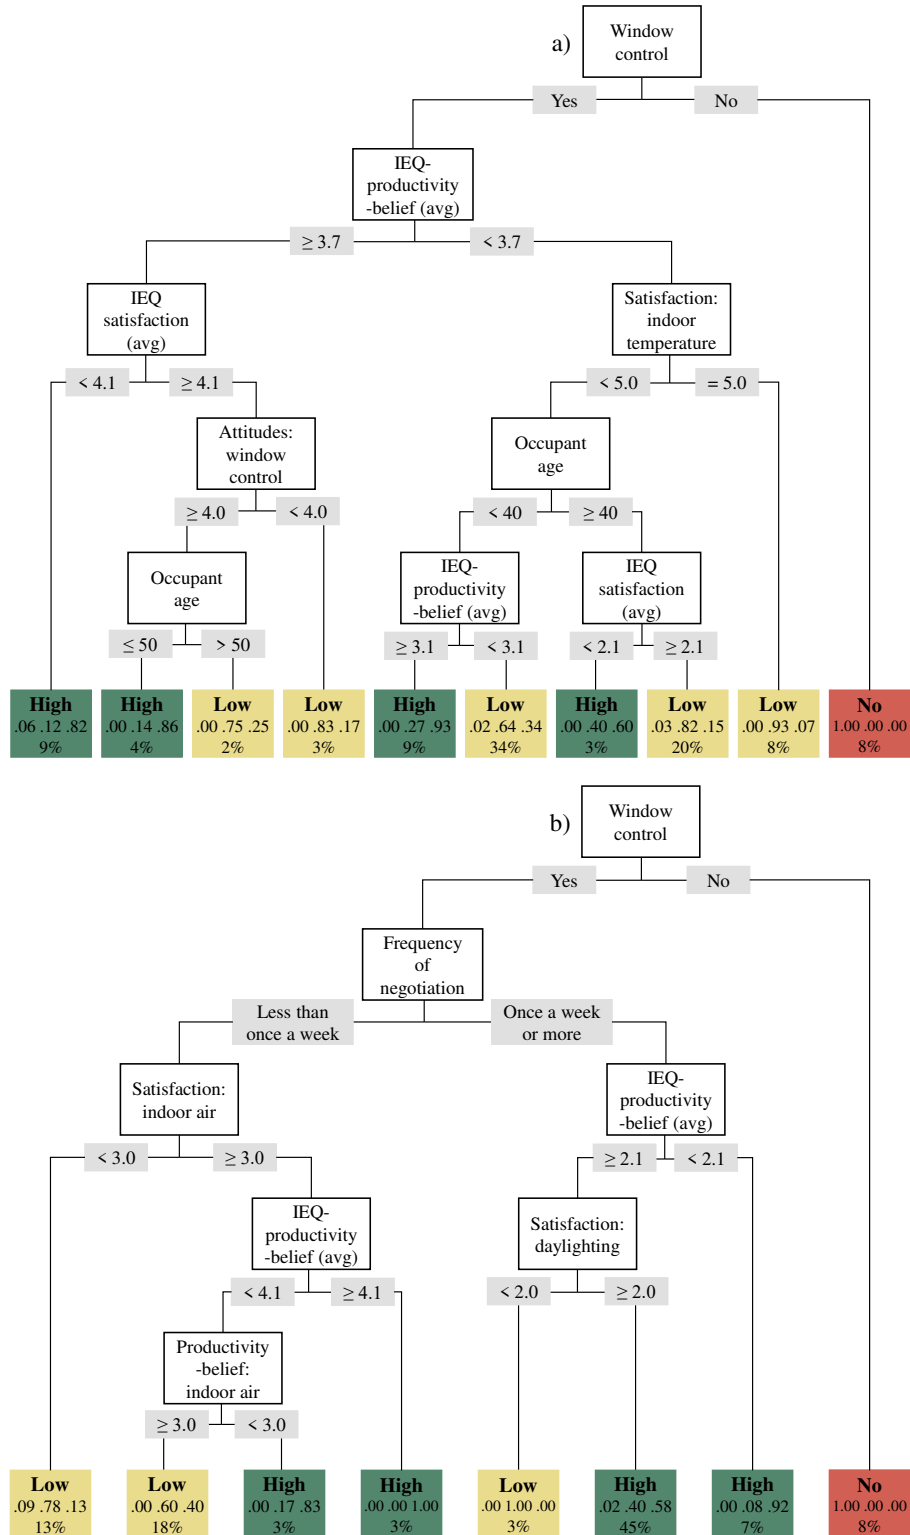 a)
Window
control
Yes
No
IEQ-
productivity
-belief (avg)
≥ 3.7
< 3.7
IEQ
satisfaction
(avg)
Satisfaction:
indoor
temperature
< 4.1
≥ 4.1
< 5.0
= 5.0
Attitudes:
window
control
Occupant
age
≥ 4.0
< 4.0
< 40
≥ 40
Occupant
age
IEQ-
productivity
-belief (avg)
IEQ
satisfaction
(avg)
≤ 50
> 50
≥ 3.1
< 3.1
< 2.1
≥ 2.1
High
.06 .12 .82
9%
High
.00 .14 .86
4%
Low
.00 .75 .25
2%
Low
.00 .83 .17
3%
High
.00 .27 .93
9%
Low
.02 .64 .34
34%
High
.00 .40 .60
3%
Low
.03 .82 .15
20%
Low
.00 .93 .07
8%
No
1.00 .00 .00
8%
b)
Window
control
Yes
No
Frequency
of
negotiation
Less than
once a week
Once a week
or more
Satisfaction:
indoor air
IEQ-
productivity
-belief (avg)
< 3.0
≥ 3.0
≥ 2.1
< 2.1
IEQ-
productivity
-belief (avg)
Satisfaction:
daylighting
< 4.1
≥ 4.1
< 2.0
≥ 2.0
Productivity
-belief:
indoor air
≥ 3.0
< 3.0
Low
.09 .78 .13
13%
Low
.00 .60 .40
18%
High
.00 .17 .83
3%
High
.00 .00 1.00
3%
Low
.00 1.00 .00
3%
High
.02 .40 .58
45%
High
.00 .08 .92
7%
No
1.00 .00 .00
8%